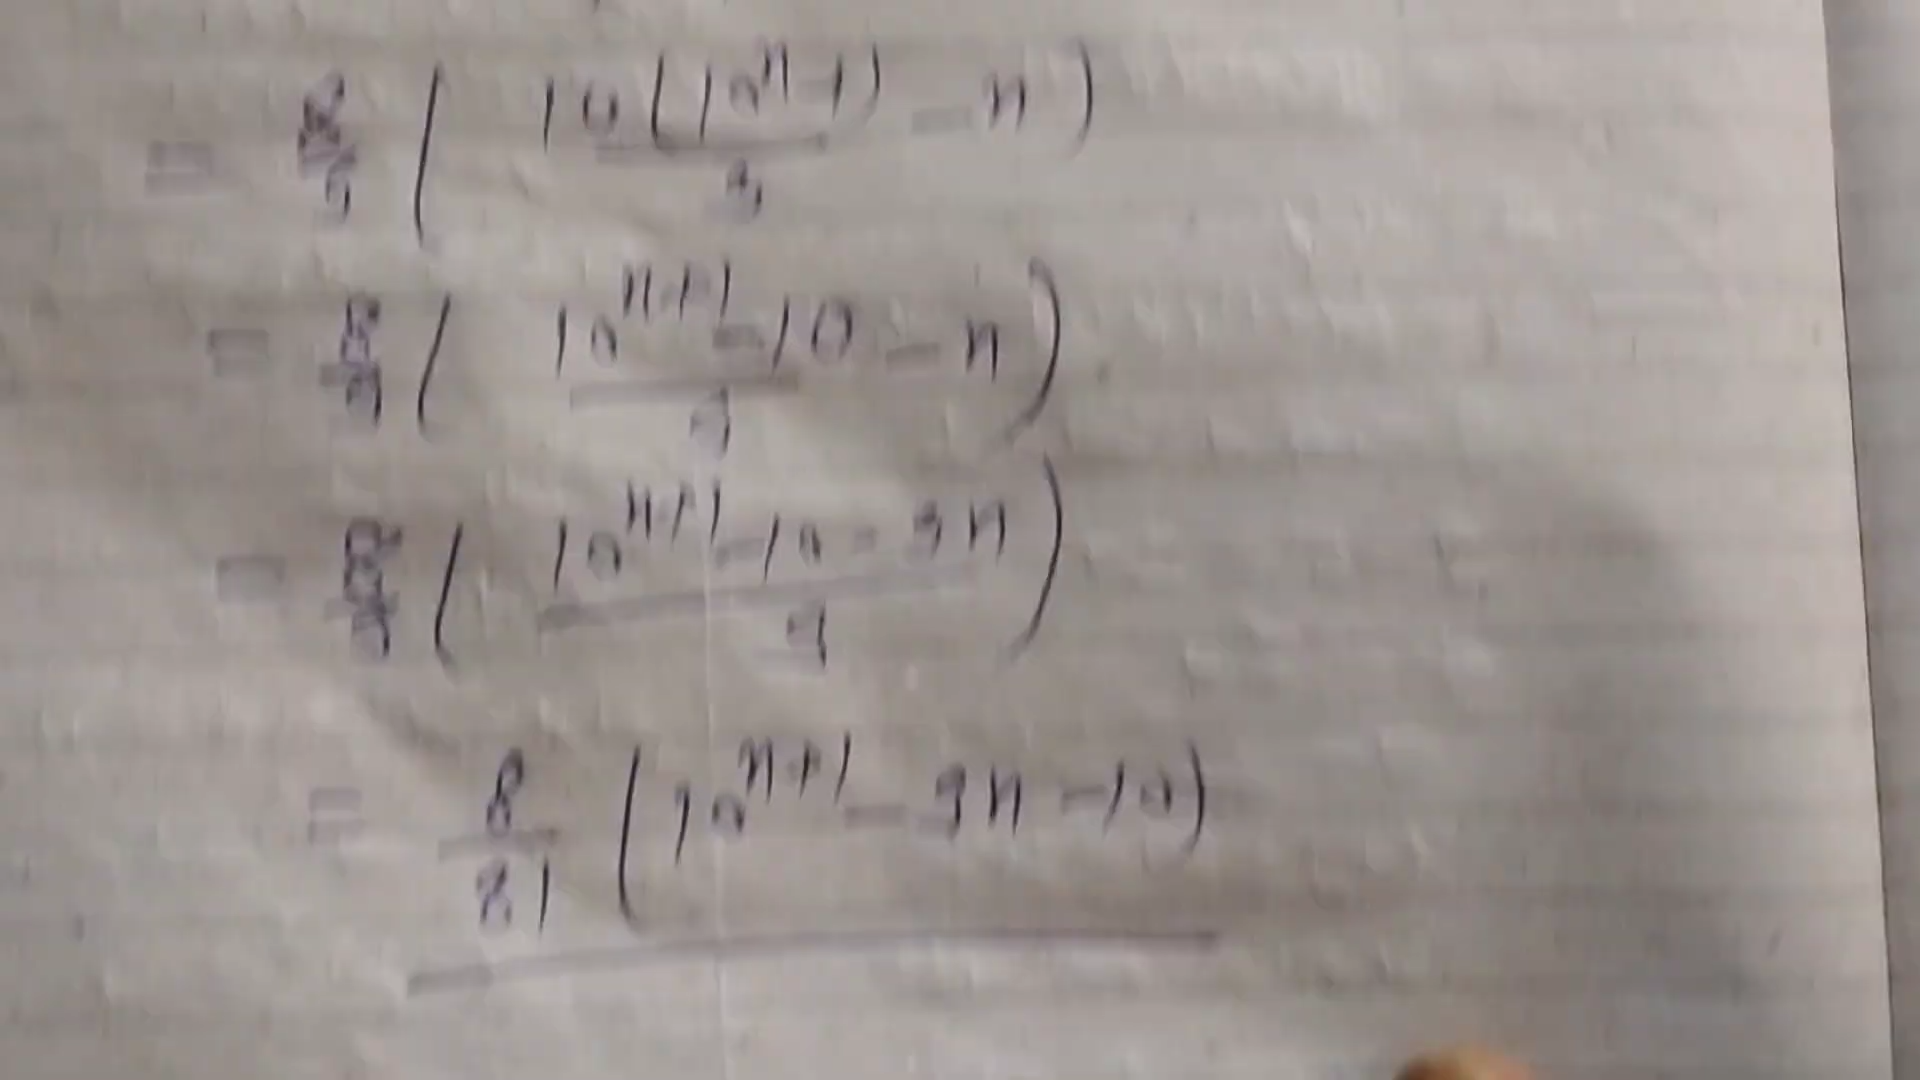 = 8/9 ( 10(10^n-1)/9 - n )
= 8/9 ( 10^{n+1} - 10/9 - n )
= 8/9 ( 10^{n+1} - 10 - 9n/9 )
= 8/81 ( 10^{n+1} - 9n - 10 )